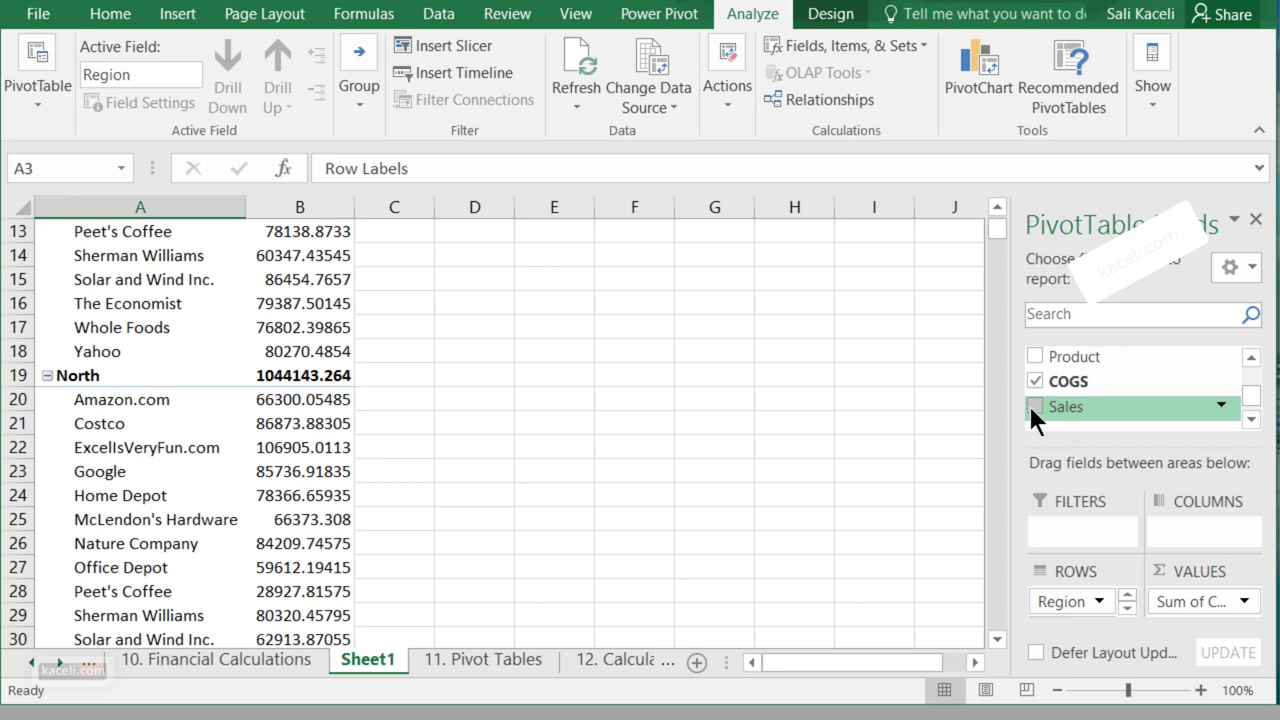 File Home Insert Page Layout Formulas Data Review View Power Pivot Analyze Design Tell me what you want to d Sali Kaceli Share
PivotTable
Active Field:
Region
Field Settings
Drill Down
Drill Up
Active Field
Group
Insert Slicer
Insert Timeline
Filter Connections
Filter
Refresh
Change Data Source
Data
Actions
Fields, Items, & Sets
OLAP Tools
Relationships
Calculations
PivotChart
Recommended PivotTables
Tools
Show
A3 fx Row Labels
A B C D E F G H I J
13 Peet's Coffee 78138.8733
14 Sherman Williams 60347.43545
15 Solar and Wind Inc. 86454.7657
16 The Economist 79387.50145
17 Whole Foods 76802.39865
18 Yahoo 80270.4854
19 North 1044143.264
20 Amazon.com 66300.05485
21 Costco 86873.88305
22 ExcelIsVeryFun.com 106905.0113
23 Google 85736.91835
24 Home Depot 78366.65935
25 McLendon's Hardware 66373.308
26 Nature Company 84209.74575
27 Office Depot 59612.19415
28 Peet's Coffee 28927.81575
29 Sherman Williams 80320.45795
30 Solar and Wind Inc. 62913.87055
PivotTable
kaceli.com
Choose
report:
Search
Product
COGS
Sales
Drag fields between areas below:
FILTERS COLUMNS
ROWS Σ VALUES
Region Sum of C...
Defer Layout Upd... UPDATE
... 10. Financial Calculations Sheet1 11. Pivot Tables 12. Calcula ...
kaceli.com
Ready 100%